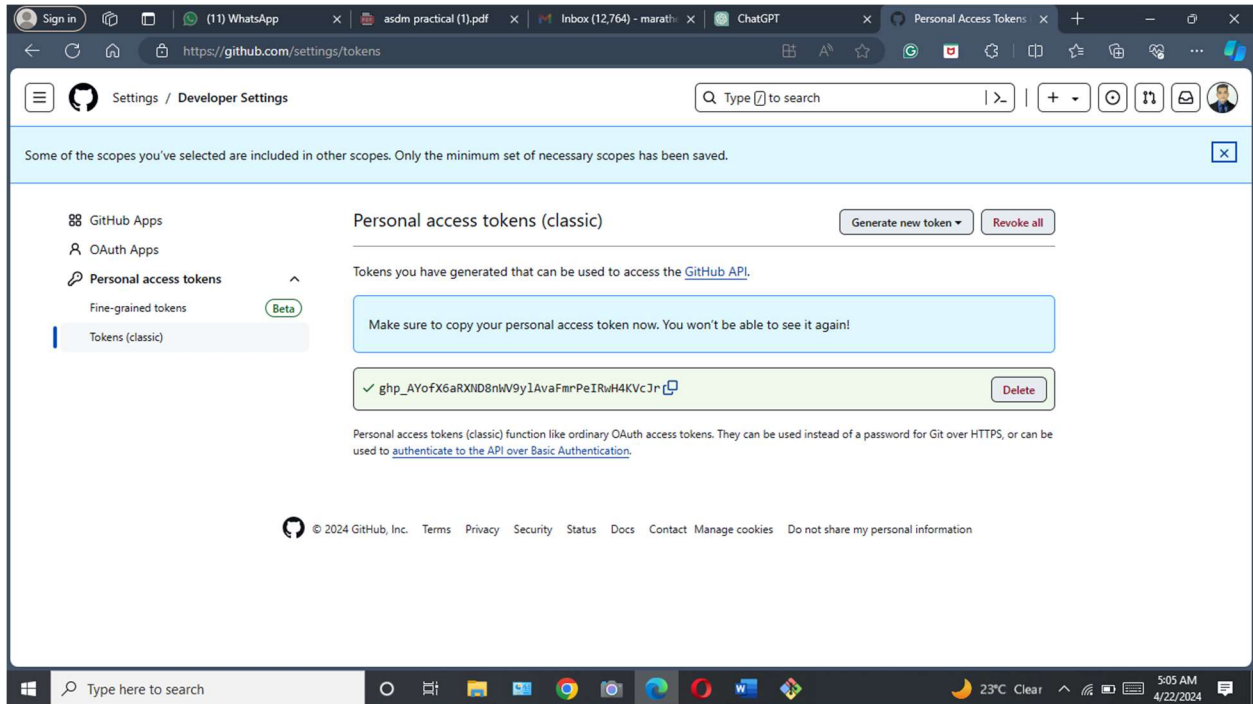 Sign in
(11) WhatsApp
asdm practical (1).pdf
Inbox (12,764) - marath
ChatGPT
Personal Access Tokens
https://github.com/settings/tokens
Settings / Developer Settings
Type / to search
Some of the scopes you've selected are included in other scopes. Only the minimum set of necessary scopes has been saved.
GitHub Apps
OAuth Apps
Personal access tokens
Fine-grained tokens Beta
Tokens (classic)
Personal access tokens (classic)
Generate new token
Revoke all
Tokens you have generated that can be used to access the GitHub API.
Make sure to copy your personal access token now. You won't be able to see it again!
[access token redacted]
Delete
Personal access tokens (classic) function like ordinary OAuth access tokens. They can be used instead of a password for Git over HTTPS, or can be
used to authenticate to the API over Basic Authentication.
© 2024 GitHub, Inc. Terms Privacy Security Status Docs Contact Manage cookies Do not share my personal information
Type here to search
23°C Clear
5:05 AM
4/22/2024